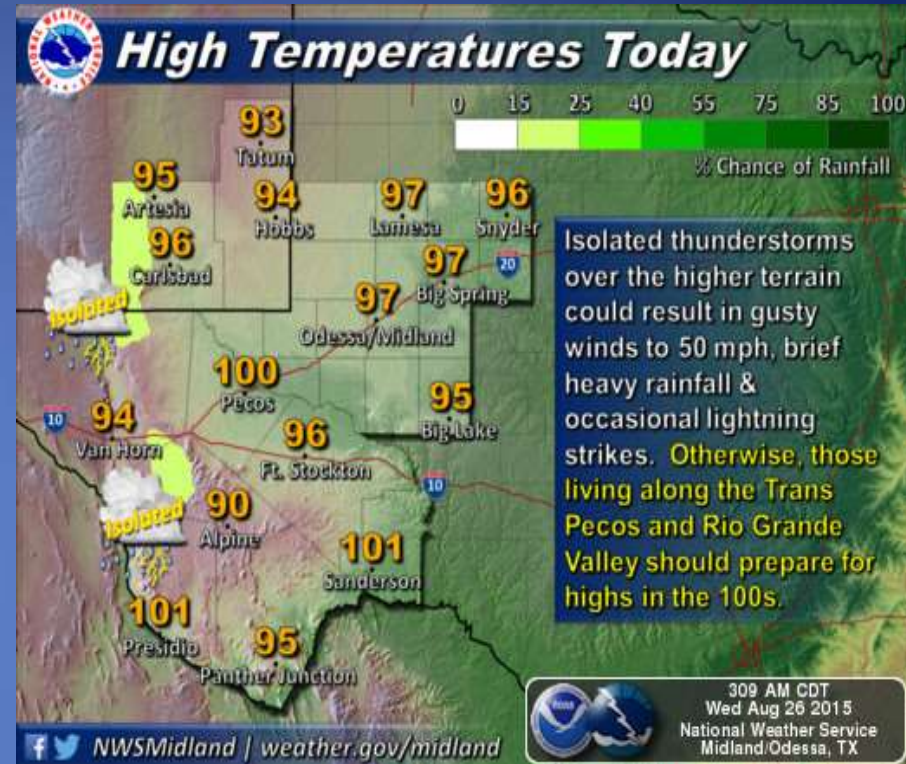 NATIONAL WEATHER SERVICE
High Temperatures Today
0 15 25 40 55 75 85 100
% Chance of Rainfall
93
Tatum
95
Artesia
94
Hobbs
97
Lamesa
96
Snyder
96
Carlsbad
97
Big Spring
20
97
Odessa/Midland
Isolated
100
Pecos
95
Big Lake
10
94
Van Horn
96
Ft. Stockton
10
Isolated
90
Alpine
101
Sanderson
101
Presidio
95
Panther Junction
Isolated thunderstorms
over the higher terrain
could result in gusty
winds to 50 mph, brief
heavy rainfall &
occasional lightning
strikes. Otherwise, those
living along the Trans
Pecos and Rio Grande
Valley should prepare for
highs in the 100s.
NWSMidland | weather.gov/midland
309 AM CDT
Wed Aug 26 2015
National Weather Service
Midland/Odessa, TX